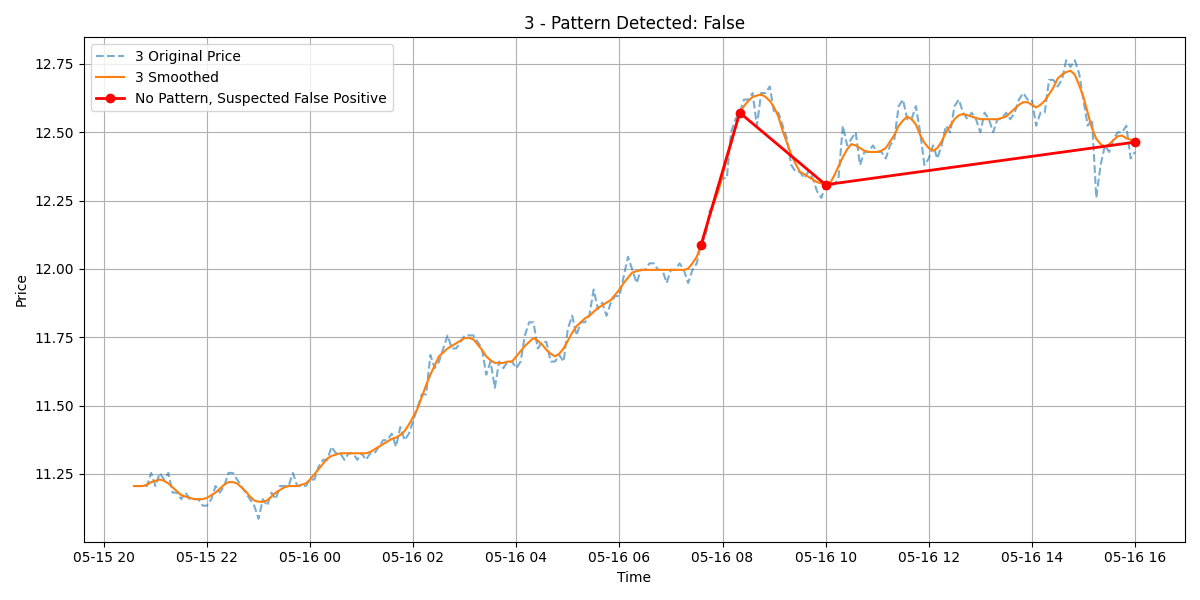 3 - Pattern Detected: False
3 Original Price
3 Smoothed
No Pattern, Suspected False Positive
Price
12.75
12.50
12.25
12.00
11.75
11.50
11.25
05-15 20 05-15 22 05-16 00 05-16 02 05-16 04 05-16 06 05-16 08 05-16 10 05-16 12 05-16 14 05-16 16
Time